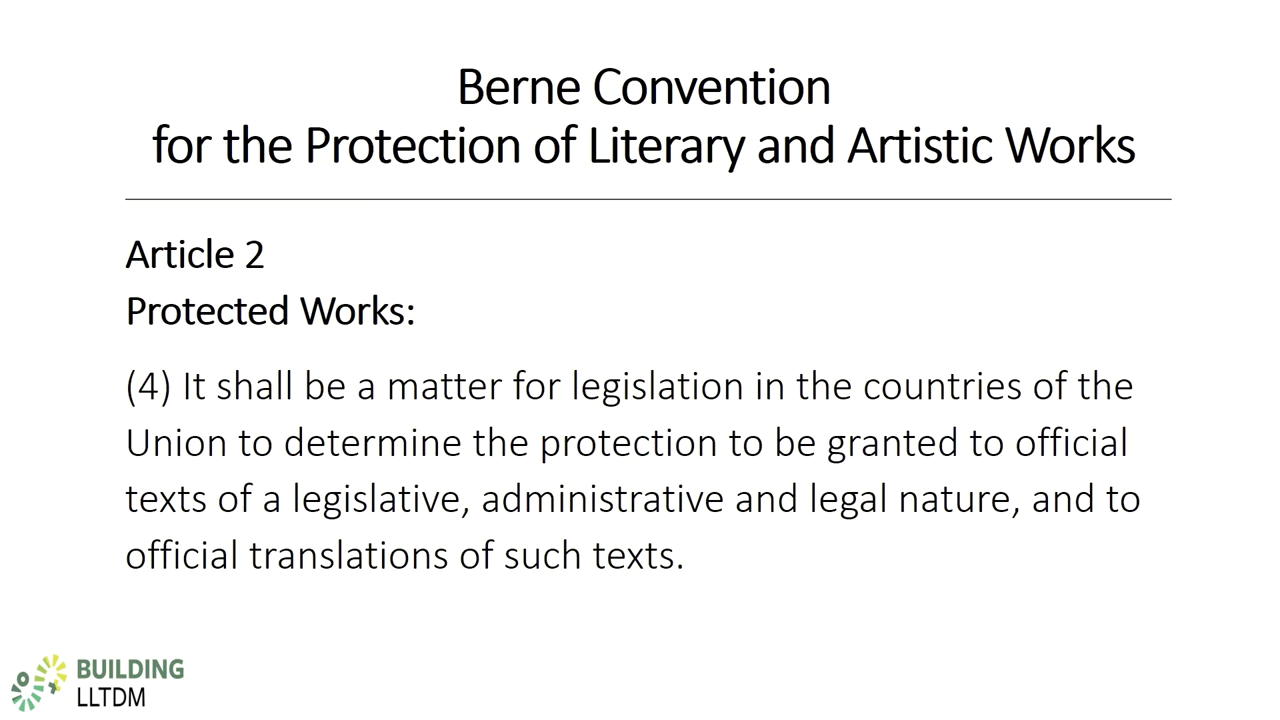 Berne Convention
for the Protection of Literary and Artistic Works
Article 2
Protected Works:
(4) It shall be a matter for legislation in the countries of the
Union to determine the protection to be granted to official
texts of a legislative, administrative and legal nature, and to
official translations of such texts.
BUILDING
LLTDM